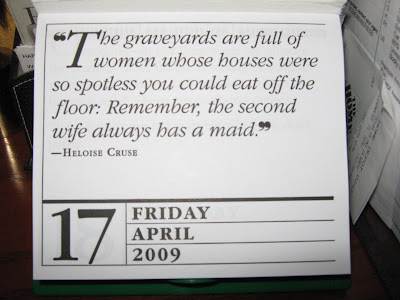 ❝The graveyards are full of
women whose houses were
so spotless you could eat off the
floor: Remember, the second
wife always has a maid.❞
—HELOISE CRUSE
17
FRIDAY
APRIL
2009